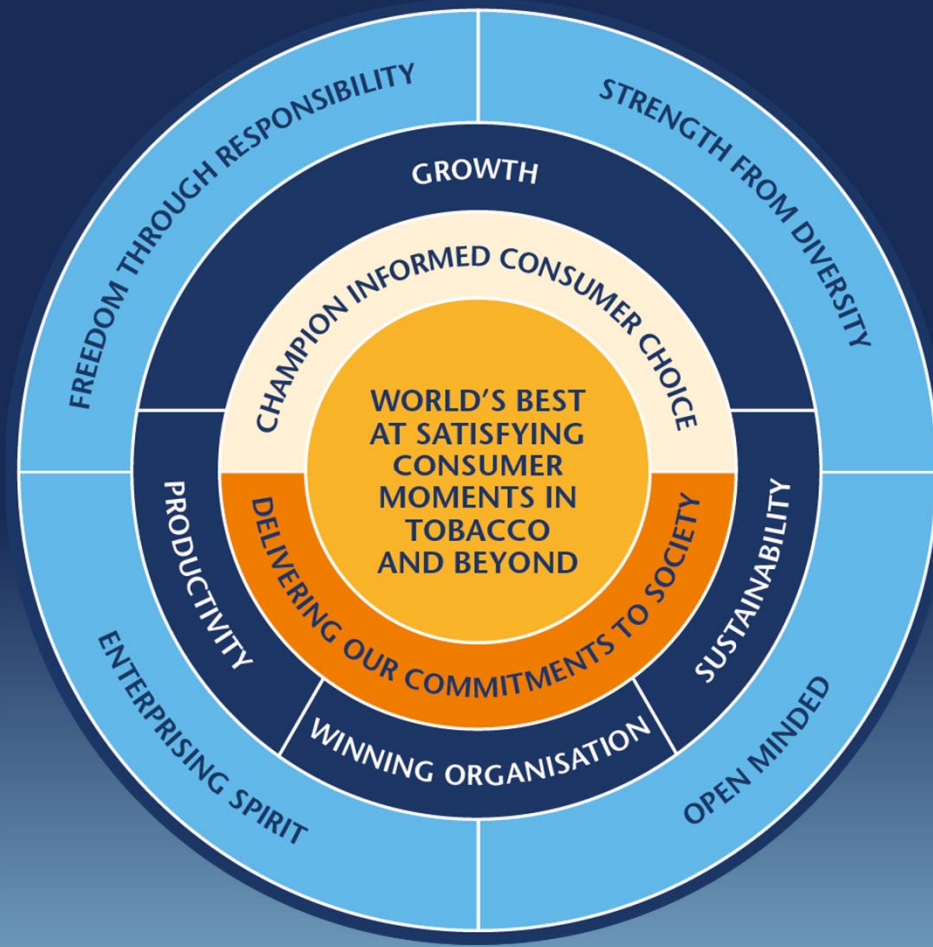 FREEDOM THROUGH RESPONSIBILITY
STRENGTH FROM DIVERSITY
GROWTH
CHAMPION INFORMED CONSUMER CHOICE
WORLD’S BEST
AT SATISFYING
CONSUMER
MOMENTS IN
TOBACCO
AND BEYOND
DELIVERING OUR COMMITMENTS TO SOCIETY
PRODUCTIVITY
WINNING ORGANISATION
SUSTAINABILITY
ENTERPRISING SPIRIT
OPEN MINDED